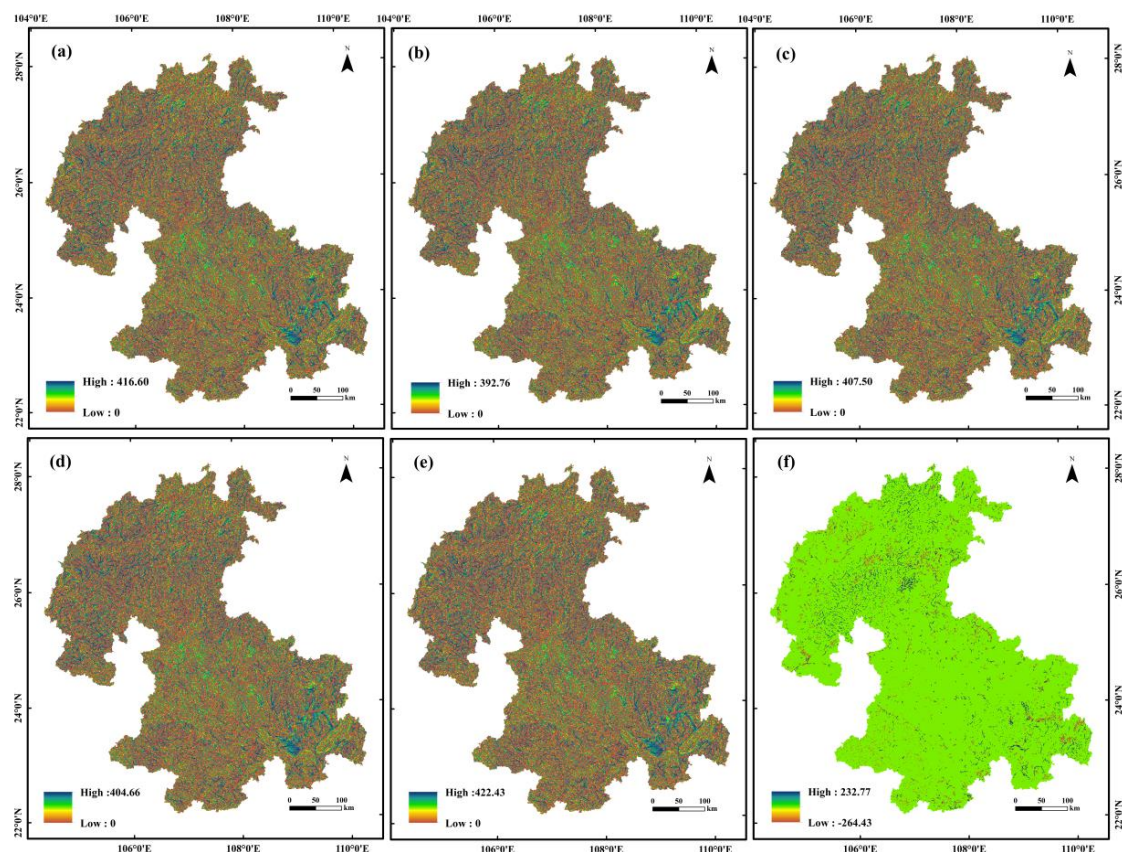 104°0'E 106°0'E 108°0'E 110°0'E 106°0'E 108°0'E 110°0'E 106°0'E 108°0'E 110°0'E
(a) (b) (c)
N N N
28°0'N 28°0'N
26°0'N 26°0'N
24°0'N 24°0'N
High : 416.60 High : 392.76 High : 407.50
0 50 100 0 50 100 0 50 100
km km km
Low : 0 Low : 0 Low : 0
22°0'N 22°0'N
(d) (e) (f)
N N N
28°0'N 28°0'N
26°0'N 26°0'N
24°0'N 24°0'N
High :404.66 High :422.43 High : 232.77
0 50 100 0 50 100 0 50 100
km km km
Low : 0 Low : 0 Low : -264.43
22°0'N 22°0'N
106°0'E 108°0'E 110°0'E 106°0'E 108°0'E 110°0'E 106°0'E 108°0'E 110°0'E